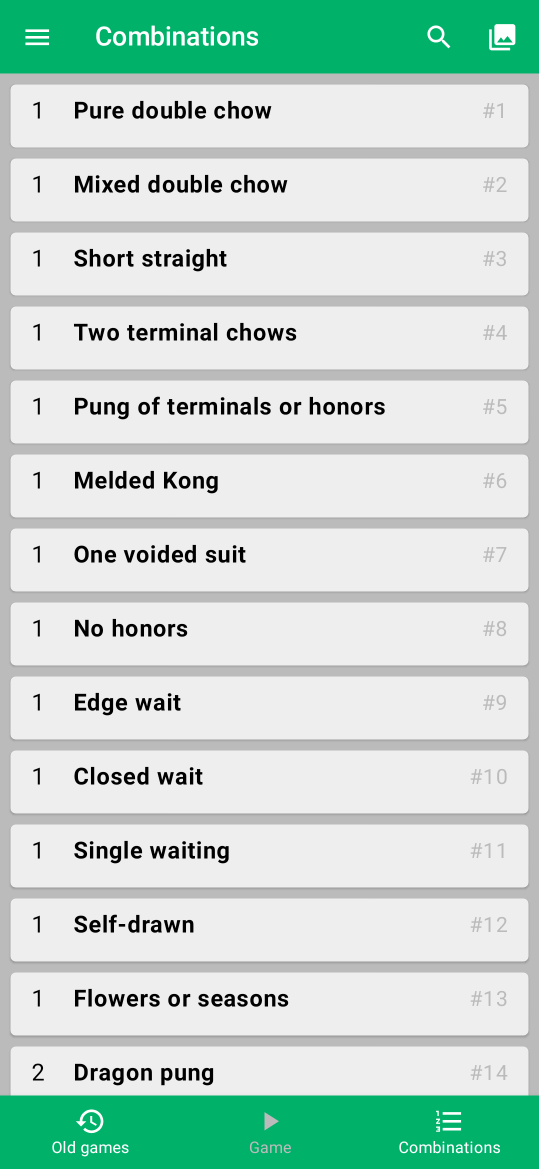 Combinations
1 Pure double chow #1
1 Mixed double chow #2
1 Short straight #3
1 Two terminal chows #4
1 Pung of terminals or honors #5
1 Melded Kong #6
1 One voided suit #7
1 No honors #8
1 Edge wait #9
1 Closed wait #10
1 Single waiting #11
1 Self-drawn #12
1 Flowers or seasons #13
2 Dragon pung #14
Old games Game Combinations